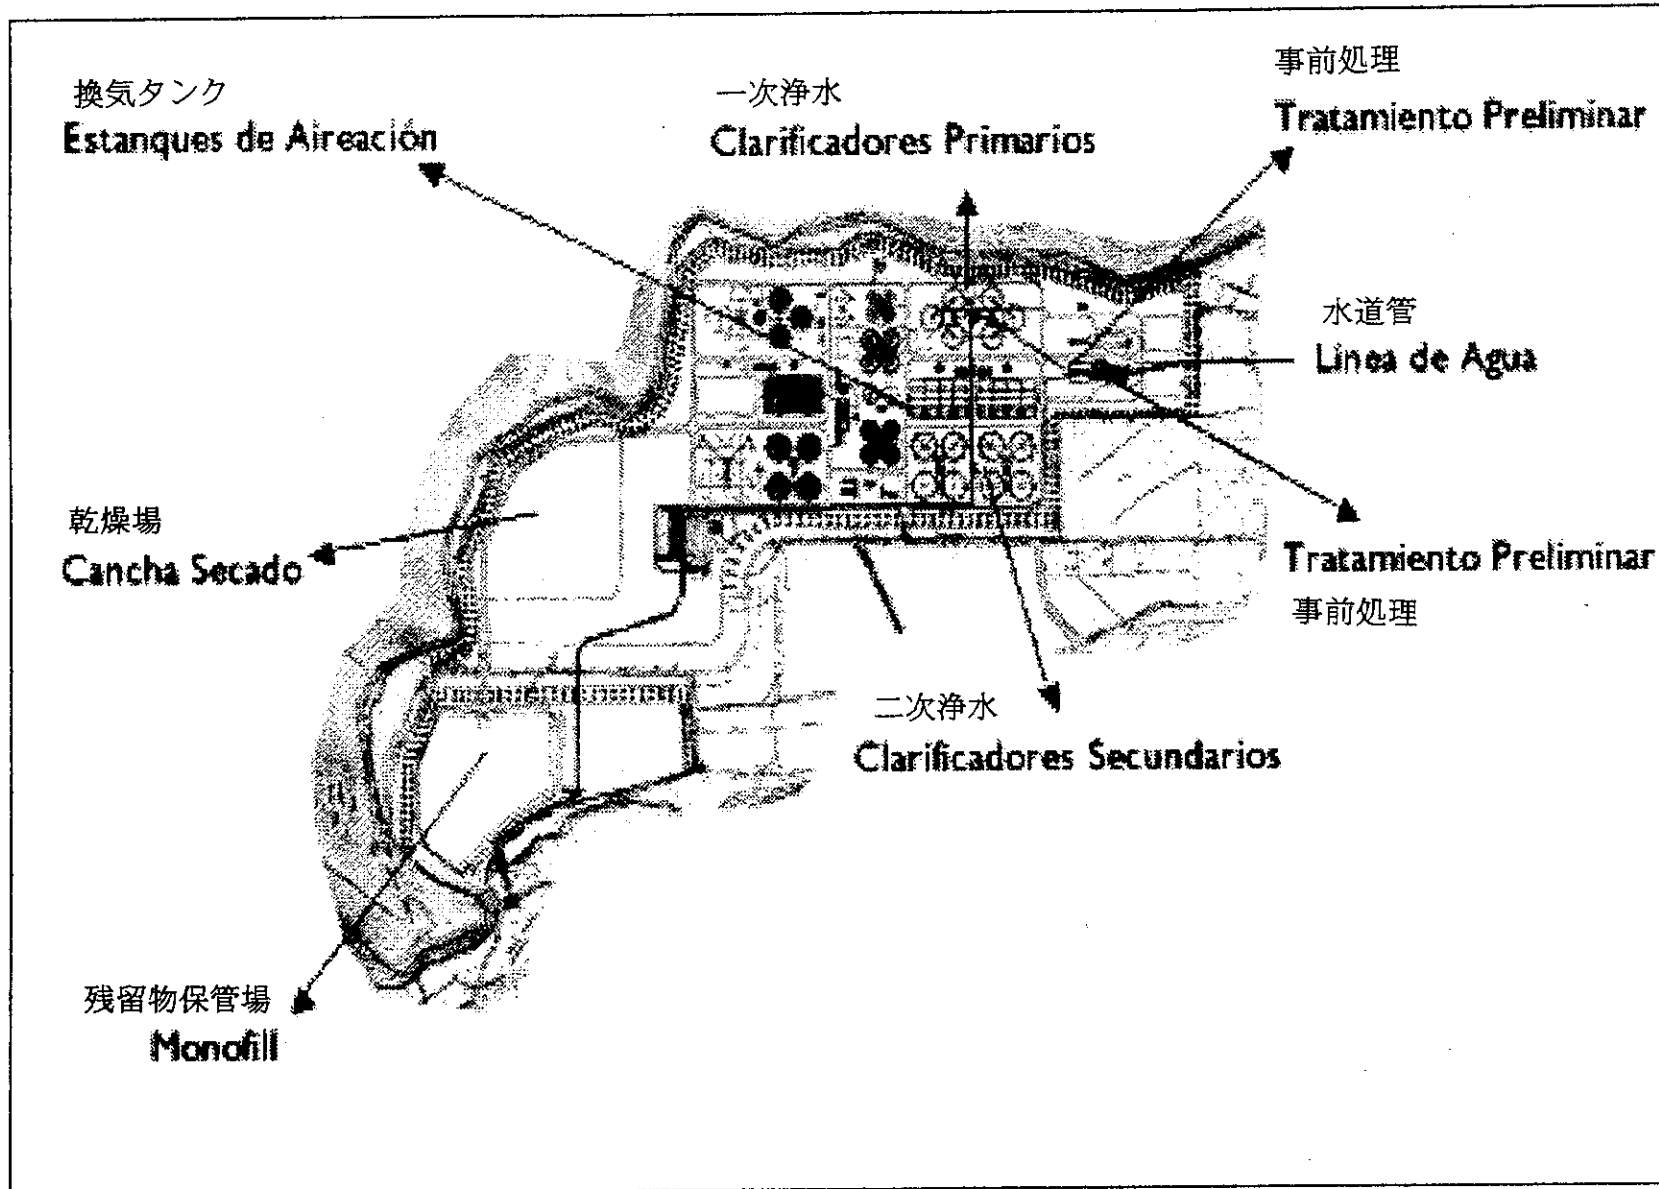 換気タンク
Estanques de Aireación
一次浄水
Clarificadores Primarios
事前処理
Tratamiento Preliminar
水道管
Linea de Agua
乾燥場
Cancha Secado
Tratamiento Preliminar
事前処理
二次浄水
Clarificadores Secundarios
残留物保管場
Monofill